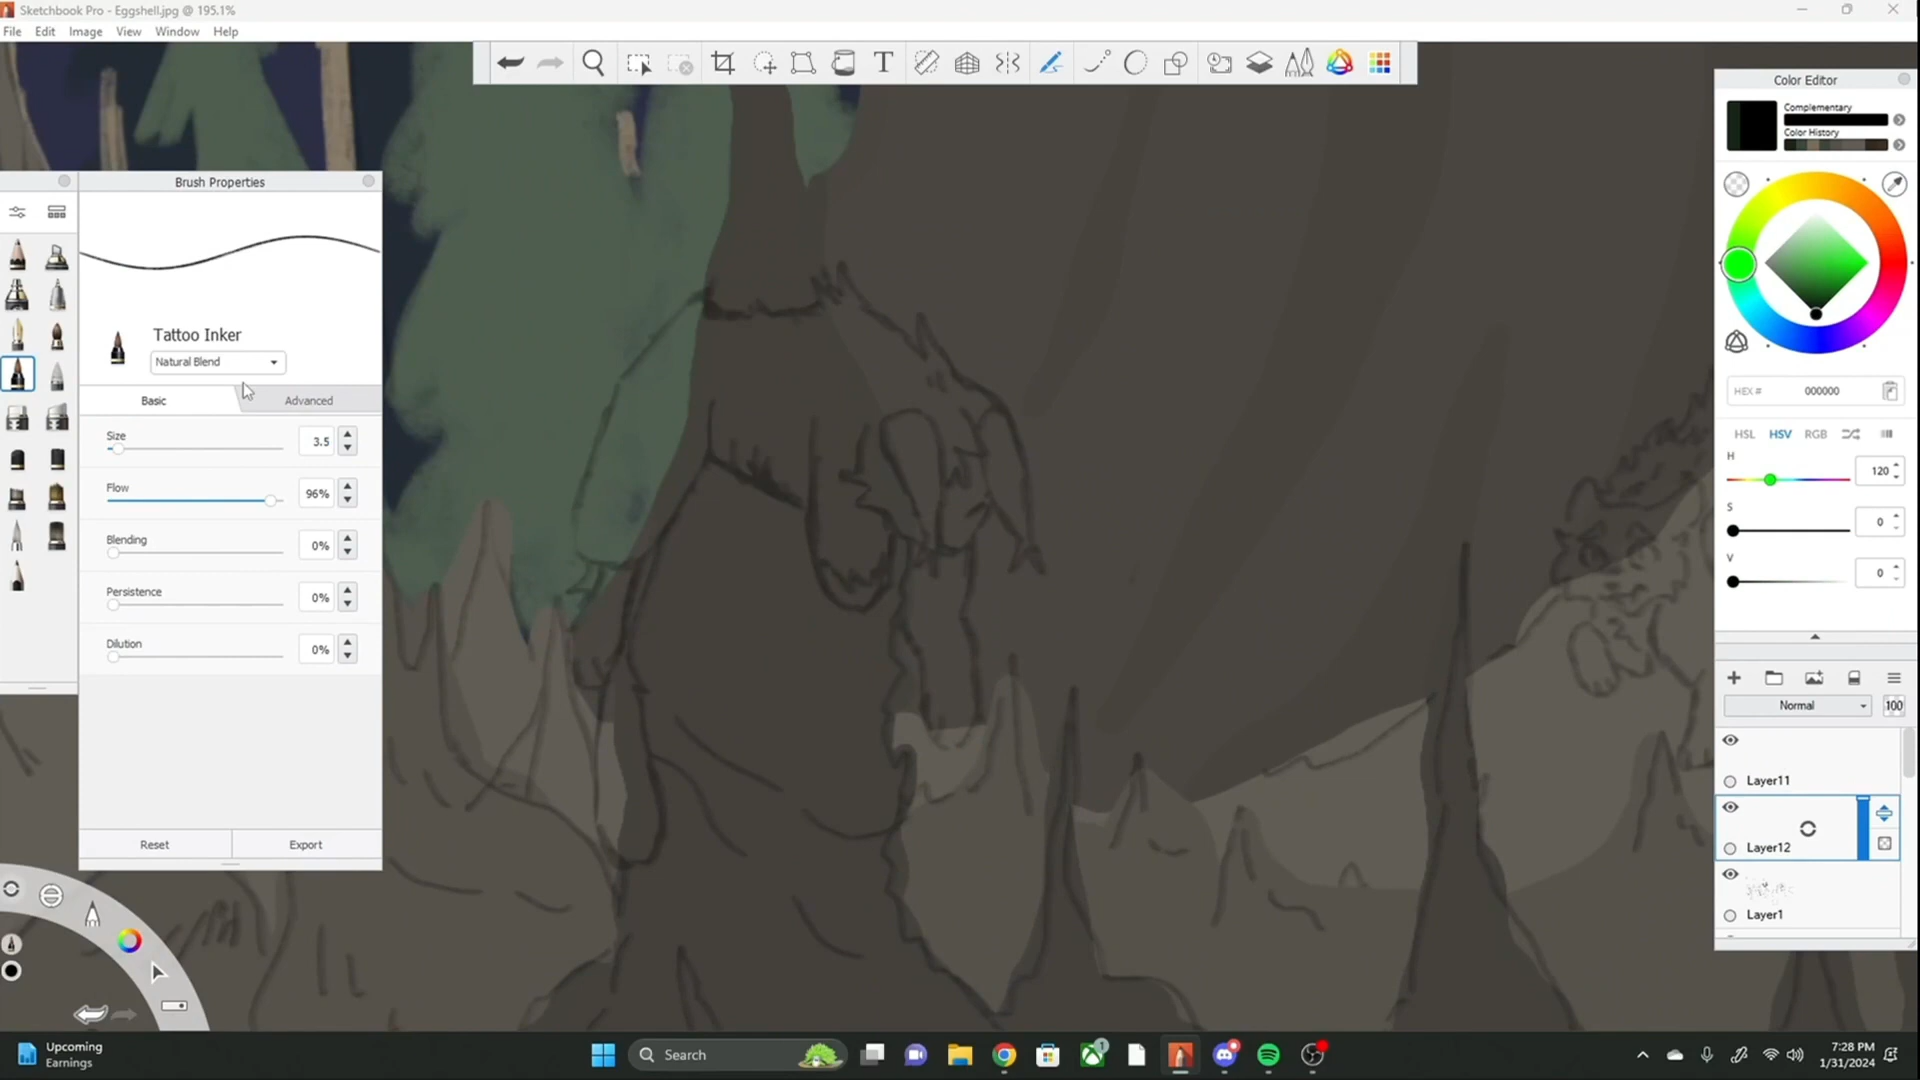 Sketchbook Pro - Eggshell.jpg @ 195.1%
File Edit Image View Window Help
T
Color Editor
Complementary
Color History
Brush Properties
Tattoo Inker
Natural Blend
Basic Advanced
Size 3.5
Flow 96%
Blending 0%
Persistence 0%
Dilution 0%
Reset Export
HEX # 000000
HSL HSV RGB
H 120
S 0
V 0
Normal 100
Layer11
Layer12
Layer1
Upcoming
Earnings
Search
1
7:28 PM
1/31/2024